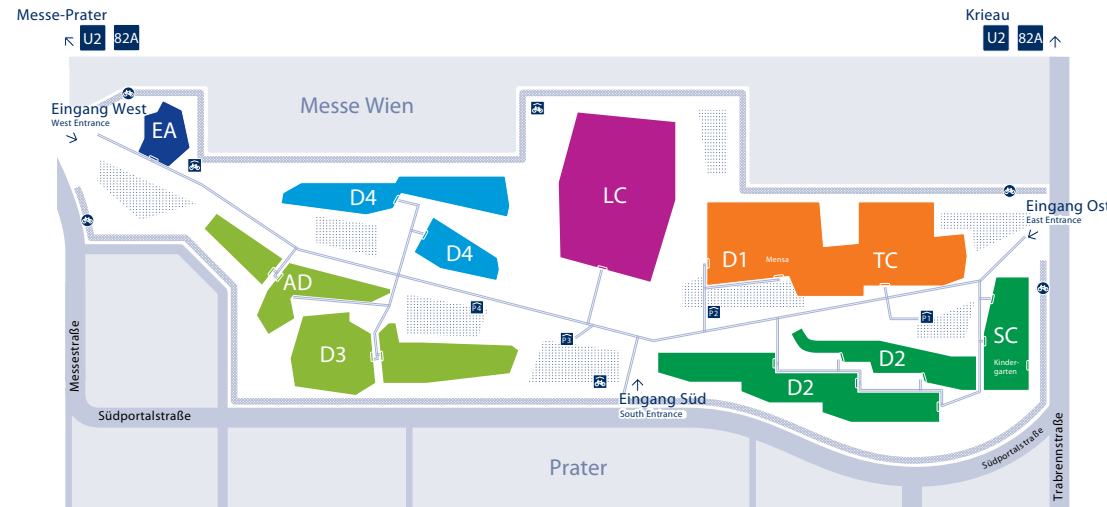 Messe-Prater
U2 82A
Krieau
U2 82A
Messe Wien
Eingang West
West Entrance
EA
D4
LC
D4
Eingang Ost
East Entrance
D1
Mensa
TC
AD
P4
P2
P1
P3
D3
D2
SC
Kinder-
garten
D2
Eingang Süd
South Entrance
Messestraße
Südportalstraße
Prater
Südportalstraße
Trabrennstraße